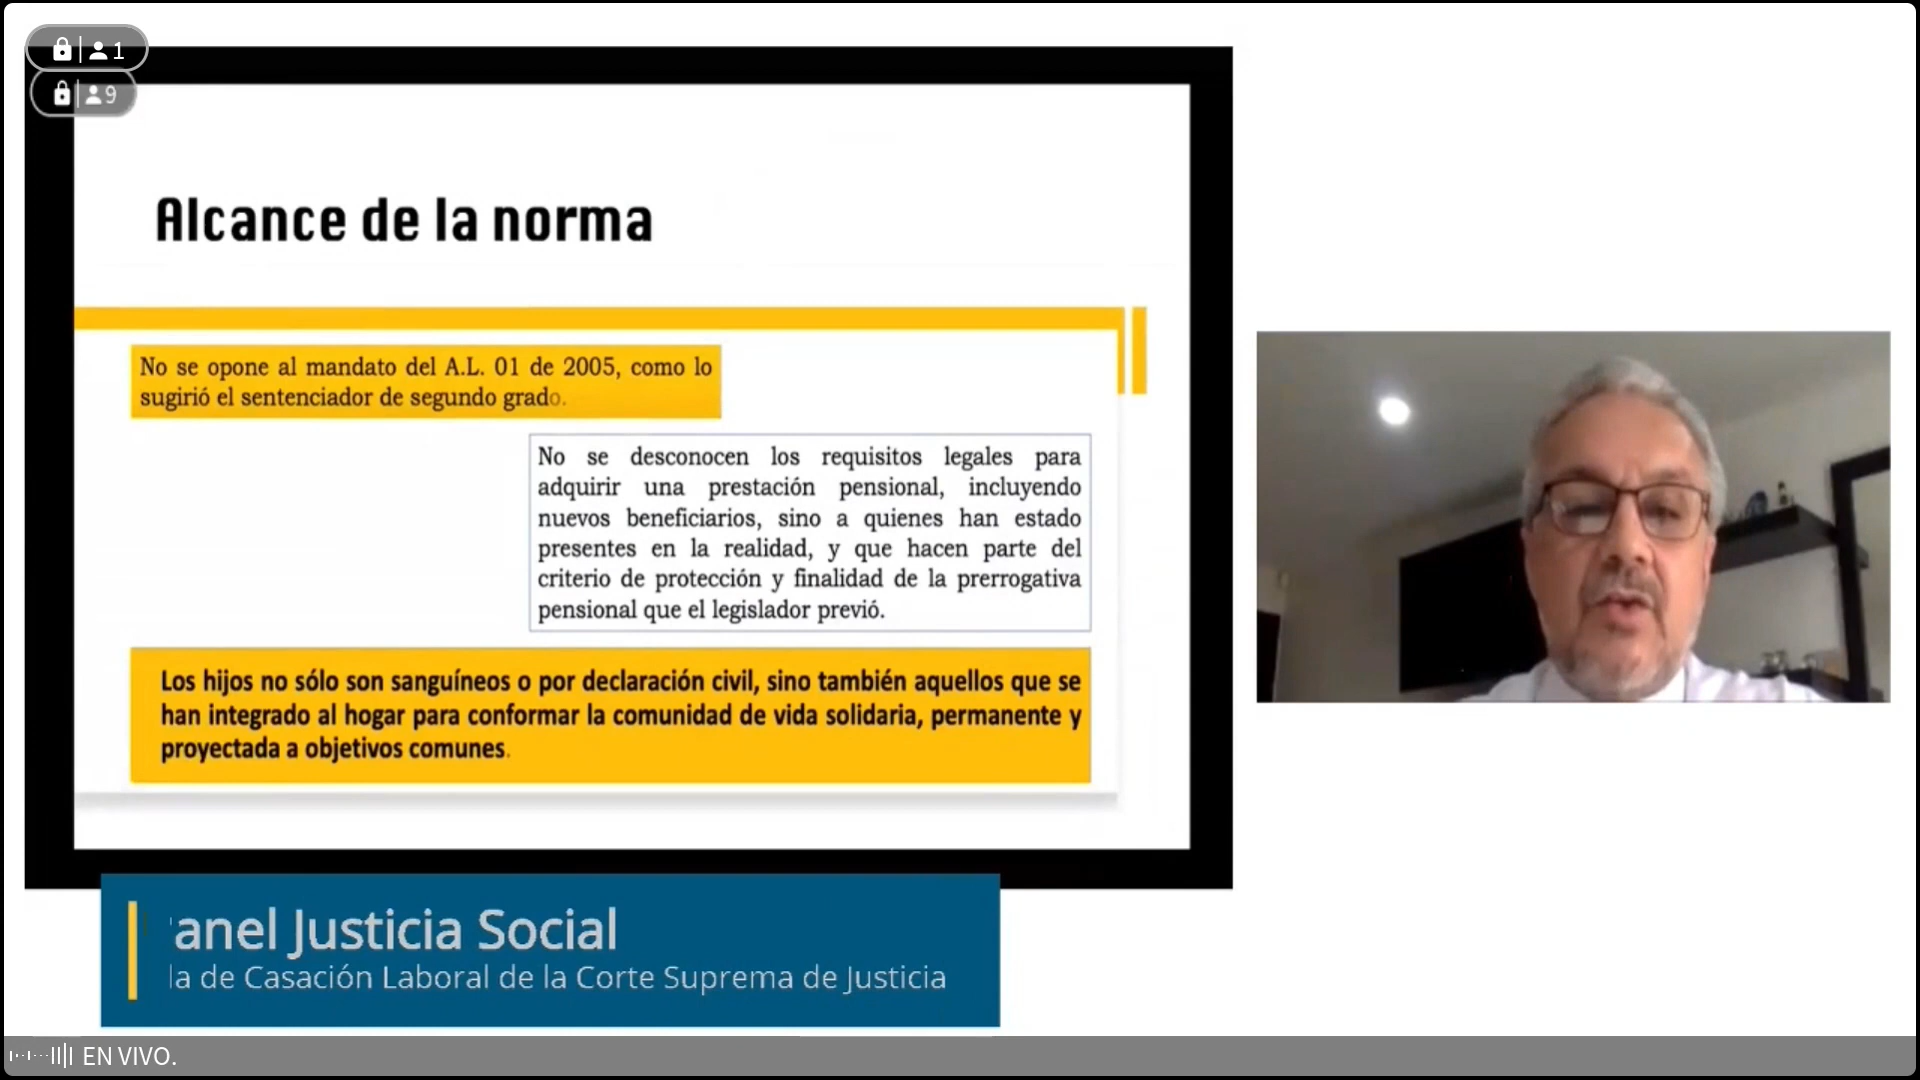 1
9
Alcance de la norma
No se opone al mandato del A.L. 01 de 2005, como lo
sugirió el sentenciador de segundo grado.
No se desconocen los requisitos legales para
adquirir una prestación pensional, incluyendo
nuevos beneficiarios, sino a quienes han estado
presentes en la realidad, y que hacen parte del
criterio de protección y finalidad de la prerrogativa
pensional que el legislador previó.
Los hijos no sólo son sanguíneos o por declaración civil, sino también aquellos que se
han integrado al hogar para conformar la comunidad de vida solidaria, permanente y
proyectada a objetivos comunes.
anel Justicia Social
la de Casación Laboral de la Corte Suprema de Justicia
EN VIVO.